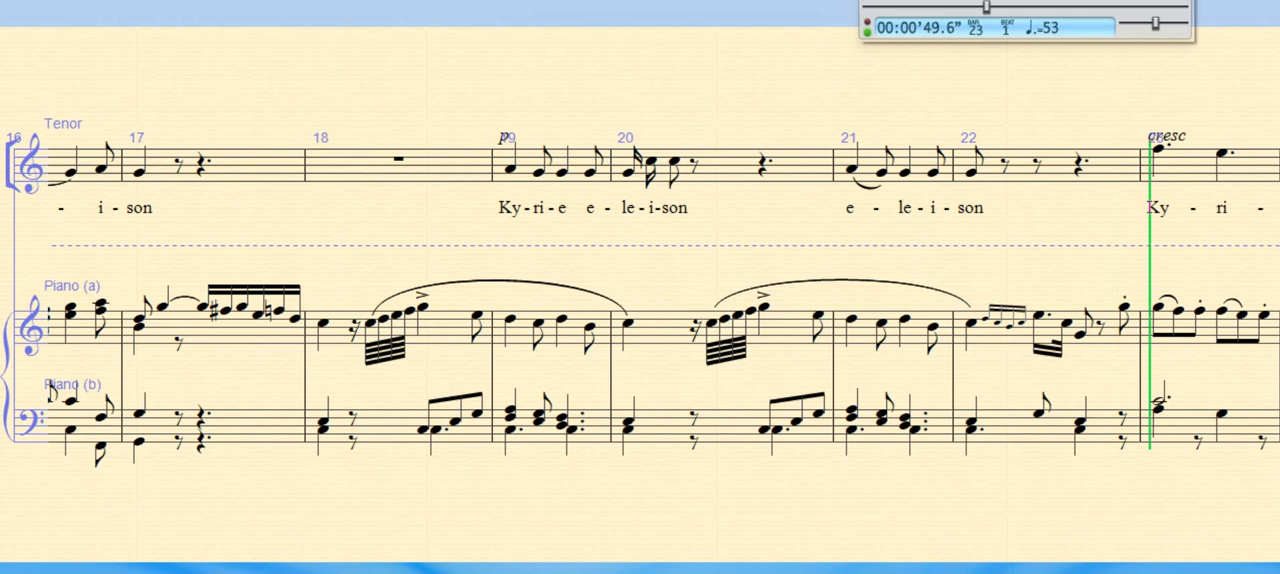 00:00'49.6" BAR 23 BEAT 1 ♩.=53
Tenor
16 17 18 19 20 21 22
p cresc
- i - son Ky - ri - e e - le - i - son e - le - i - son Ky - ri -
Piano (a)
Piano (b)